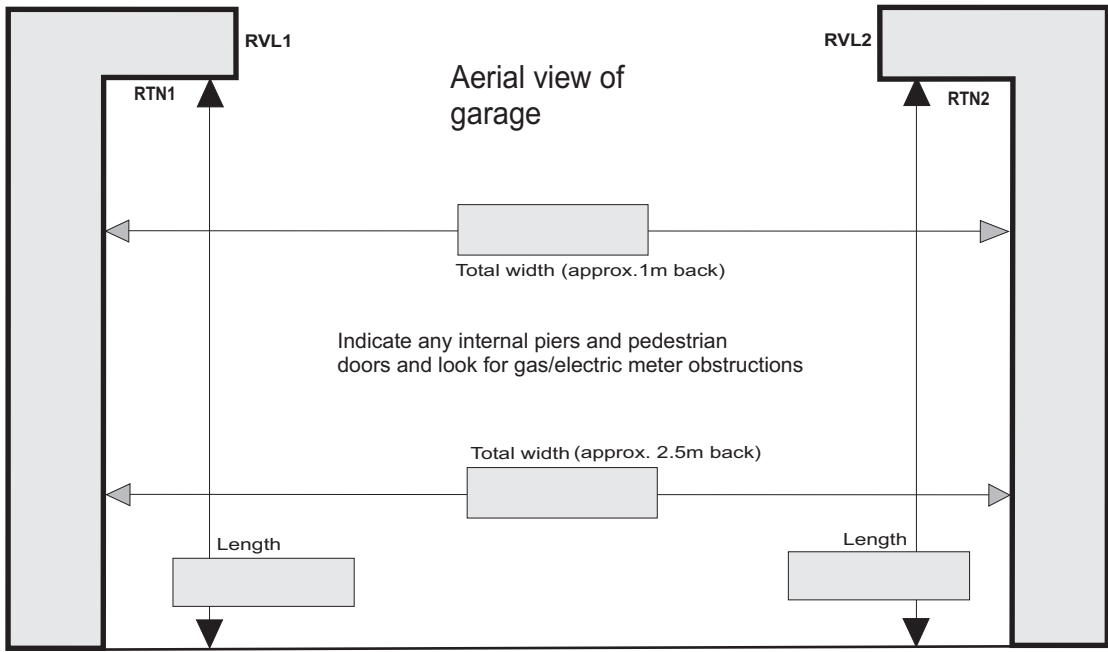 RVL1
RVL2
Aerial view of
garage
RTN1
RTN2
Total width (approx.1m back)
Indicate any internal piers and pedestrian
doors and look for gas/electric meter obstructions
Total width (approx. 2.5m back)
Length
Length